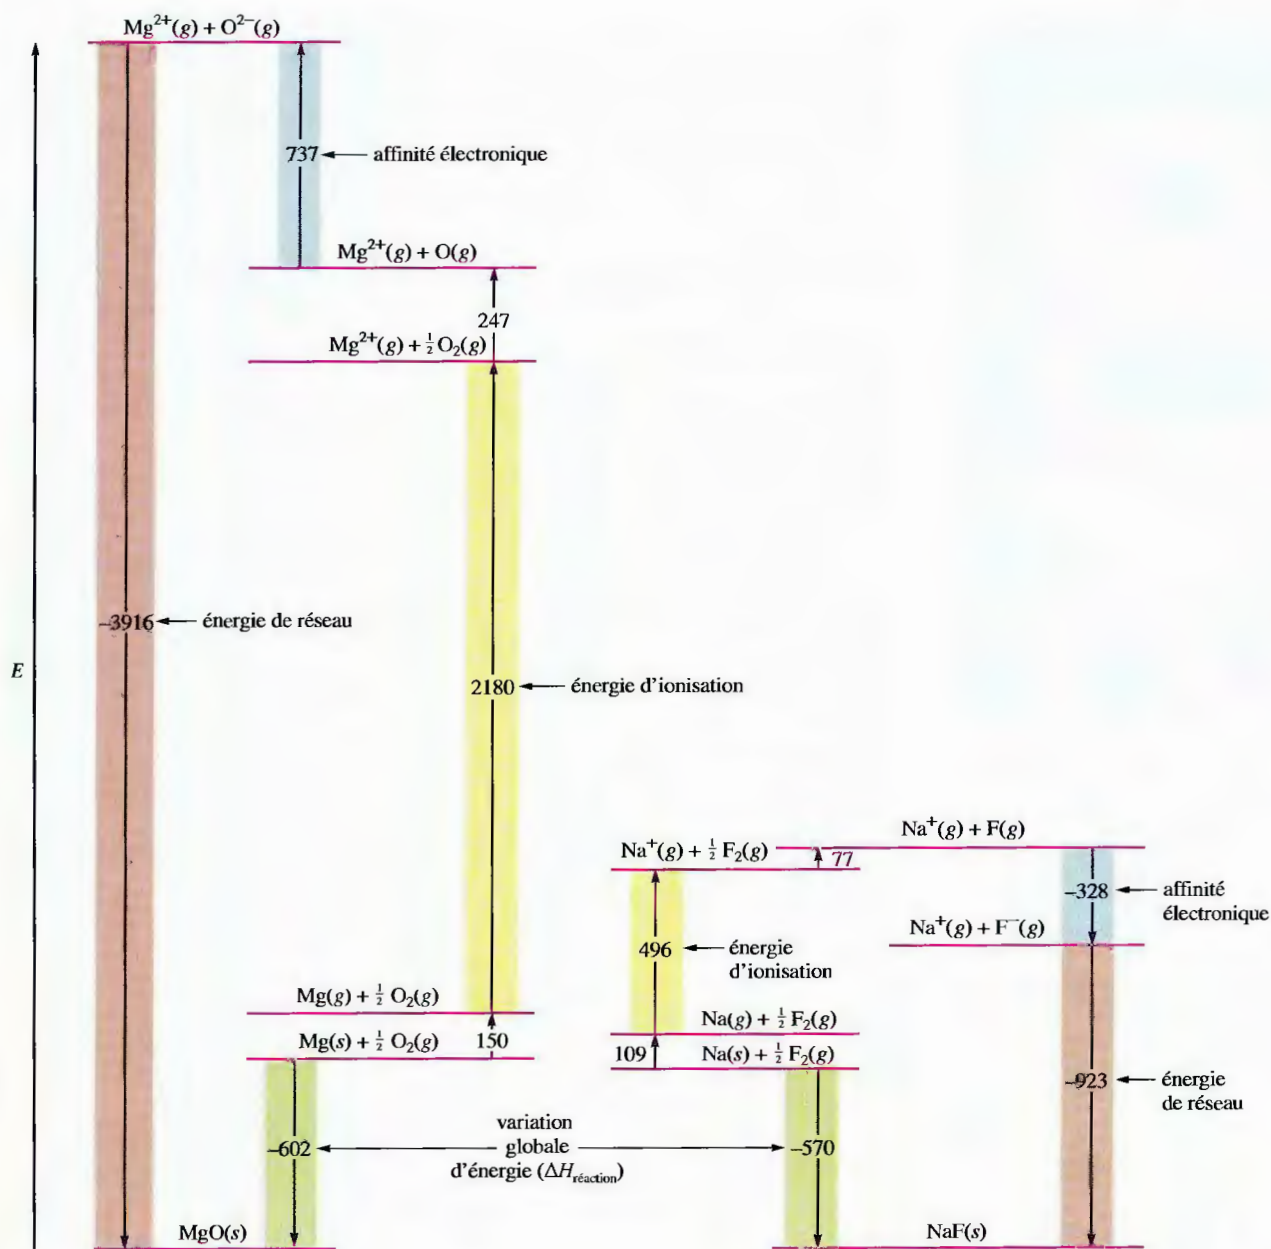 Mg²⁺(g) + O²⁻(g)
737
affinité électronique
Mg²⁺(g) + O(g)
247
Mg²⁺(g) + ½ O₂(g)
–3916
énergie de réseau
E
2180
énergie d'ionisation
Na⁺(g) + F(g)
Na⁺(g) + ½ F₂(g)
77
–328
affinité
électronique
Na⁺(g) + F⁻(g)
496
énergie
d'ionisation
Mg(g) + ½ O₂(g)
Na(g) + ½ F₂(g)
Mg(s) + ½ O₂(g)
150
109
Na(s) + ½ F₂(g)
–923
énergie
de réseau
variation
–602
globale
–570
d'énergie (ΔHréaction)
MgO(s)
NaF(s)